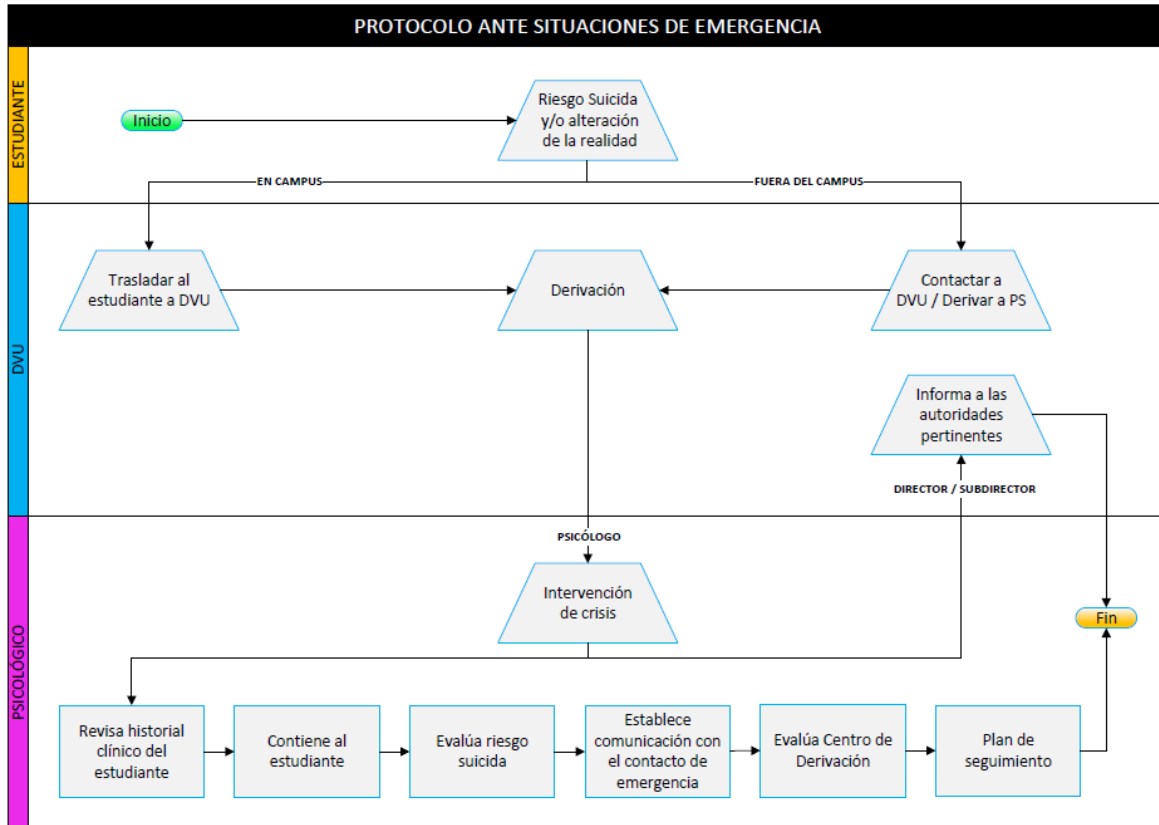 PROTOCOLO ANTE SITUACIONES DE EMERGENCIA
ESTUDIANTE
Inicio
Riesgo Suicida
y/o alteración
de la realidad
EN CAMPUS
FUERA DEL CAMPUS
DVU
Trasladar al
estudiante a DVU
Derivación
Contactar a
DVU / Derivar a PS
Informa a las
autoridades
pertinentes
DIRECTOR / SUBDIRECTOR
PSICOLÓGICO
PSICÓLOGO
Intervención
de crisis
Fin
Revisa historial
clínico del
estudiante
Contiene al
estudiante
Evalúa riesgo
suicida
Establece
comunicación con
el contacto de
emergencia
Evalúa Centro de
Derivación
Plan de
seguimiento